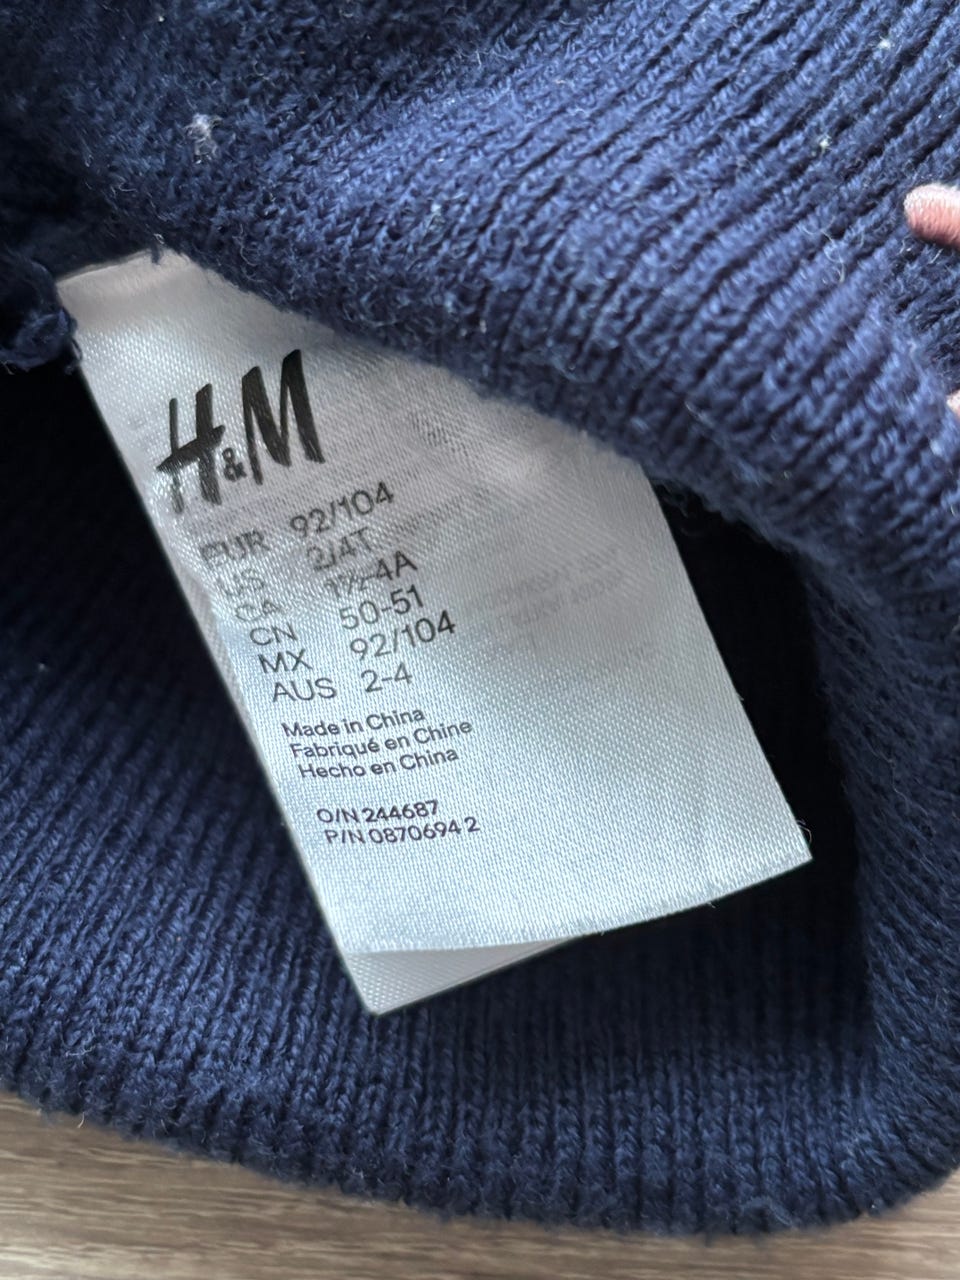 H&M
EUR 92/104
US 2/4T
CA 1½-4A
CN 50-51
MX 92/104
AUS 2-4
Made in China
Fabriqué en Chine
Hecho en China
O/N 244687
P/N 0870694 2